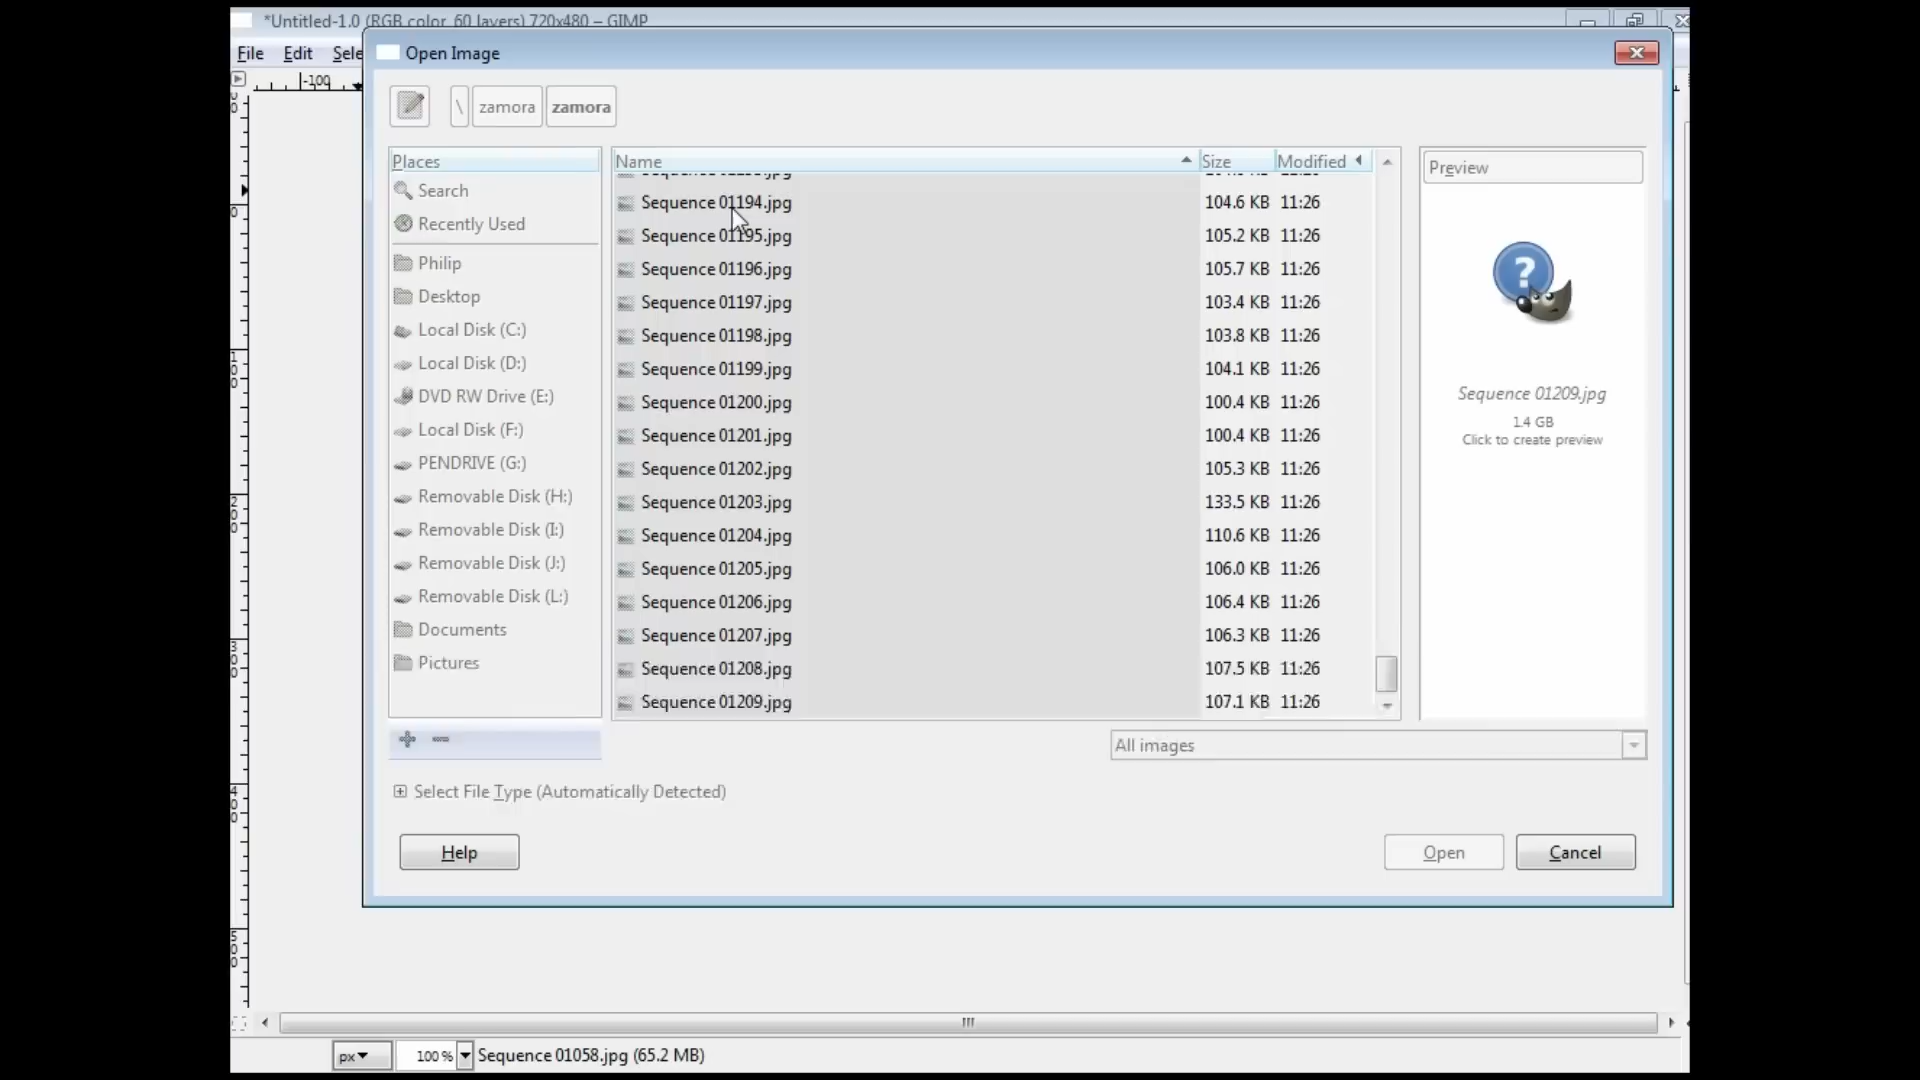 *Untitled-1.0 (RGB color, 60 layers) 720x480 – GIMP
File Edit Sele
Open Image
-100
\ zamora zamora
Places
Search
Recently Used
Philip
Desktop
Local Disk (C:)
Local Disk (D:)
DVD RW Drive (E:)
Local Disk (F:)
PENDRIVE (G:)
Removable Disk (H:)
Removable Disk (I:)
Removable Disk (J:)
Removable Disk (L:)
Documents
Pictures
Name Size Modified
Sequence 01194.jpg 104.6 KB 11:26
Sequence 01195.jpg 105.2 KB 11:26
Sequence 01196.jpg 105.7 KB 11:26
Sequence 01197.jpg 103.4 KB 11:26
Sequence 01198.jpg 103.8 KB 11:26
Sequence 01199.jpg 104.1 KB 11:26
Sequence 01200.jpg 100.4 KB 11:26
Sequence 01201.jpg 100.4 KB 11:26
Sequence 01202.jpg 105.3 KB 11:26
Sequence 01203.jpg 133.5 KB 11:26
Sequence 01204.jpg 110.6 KB 11:26
Sequence 01205.jpg 106.0 KB 11:26
Sequence 01206.jpg 106.4 KB 11:26
Sequence 01207.jpg 106.3 KB 11:26
Sequence 01208.jpg 107.5 KB 11:26
Sequence 01209.jpg 107.1 KB 11:26
Preview
?
Sequence 01209.jpg
1.4 GB
Click to create preview
All images
Select File Type (Automatically Detected)
Help Open Cancel
px 100 % Sequence 01058.jpg (65.2 MB)